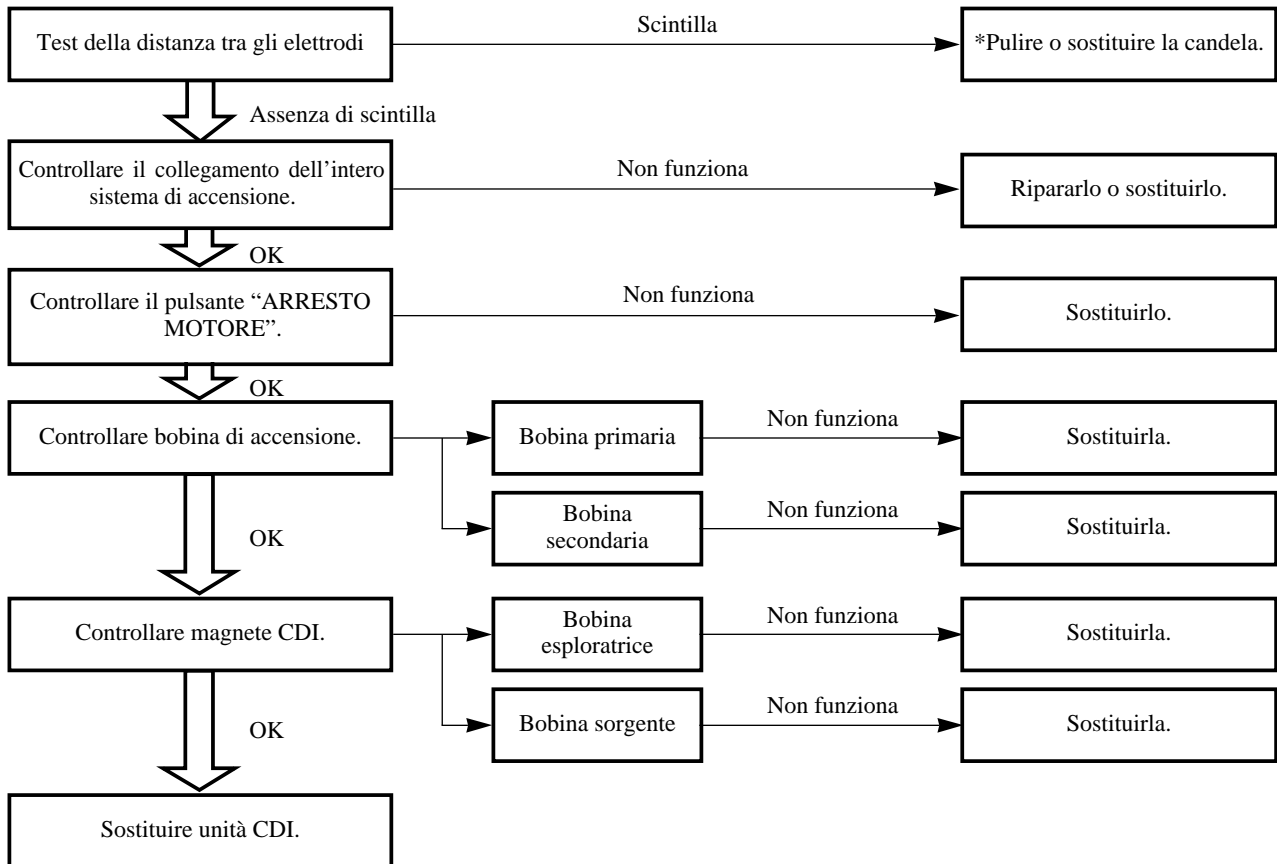 Test della distanza tra gli elettrodi
Scintilla
*Pulire o sostituire la candela.
Assenza di scintilla
Controllare il collegamento dell’intero
sistema di accensione.
Non funziona
Ripararlo o sostituirlo.
OK
Controllare il pulsante “ARRESTO
MOTORE”.
Non funziona
Sostituirlo.
OK
Controllare bobina di accensione.
Bobina primaria
Non funziona
Sostituirla.
Bobina
secondaria
Non funziona
Sostituirla.
OK
Controllare magnete CDI.
Bobina
esploratrice
Non funziona
Sostituirla.
Bobina sorgente
Non funziona
Sostituirla.
OK
Sostituire unità CDI.